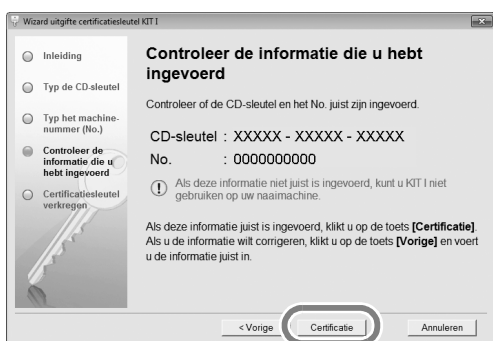 Wizard uitgifte certificatiesleutel KIT I
Inleiding
Typ de CD-sleutel
Typ het machine-
nummer (No.)
Controleer de
informatie die u
hebt ingevoerd
Certificatiesleutel
verkregen
Controleer de informatie die u hebt
ingevoerd
Controleer of de CD-sleutel en het No. juist zijn ingevoerd.
CD-sleutel : XXXXX - XXXXX - XXXXX
No. : 0000000000
Als deze informatie niet juist is ingevoerd, kunt u KIT I niet
gebruiken op uw naaimachine.
Als deze informatie juist is ingevoerd, klikt u op de toets [Certificatie].
Als u de informatie wilt corrigeren, klikt u op de toets [Vorige] en voert
u de informatie juist in.
< Vorige
Certificatie
Annuleren